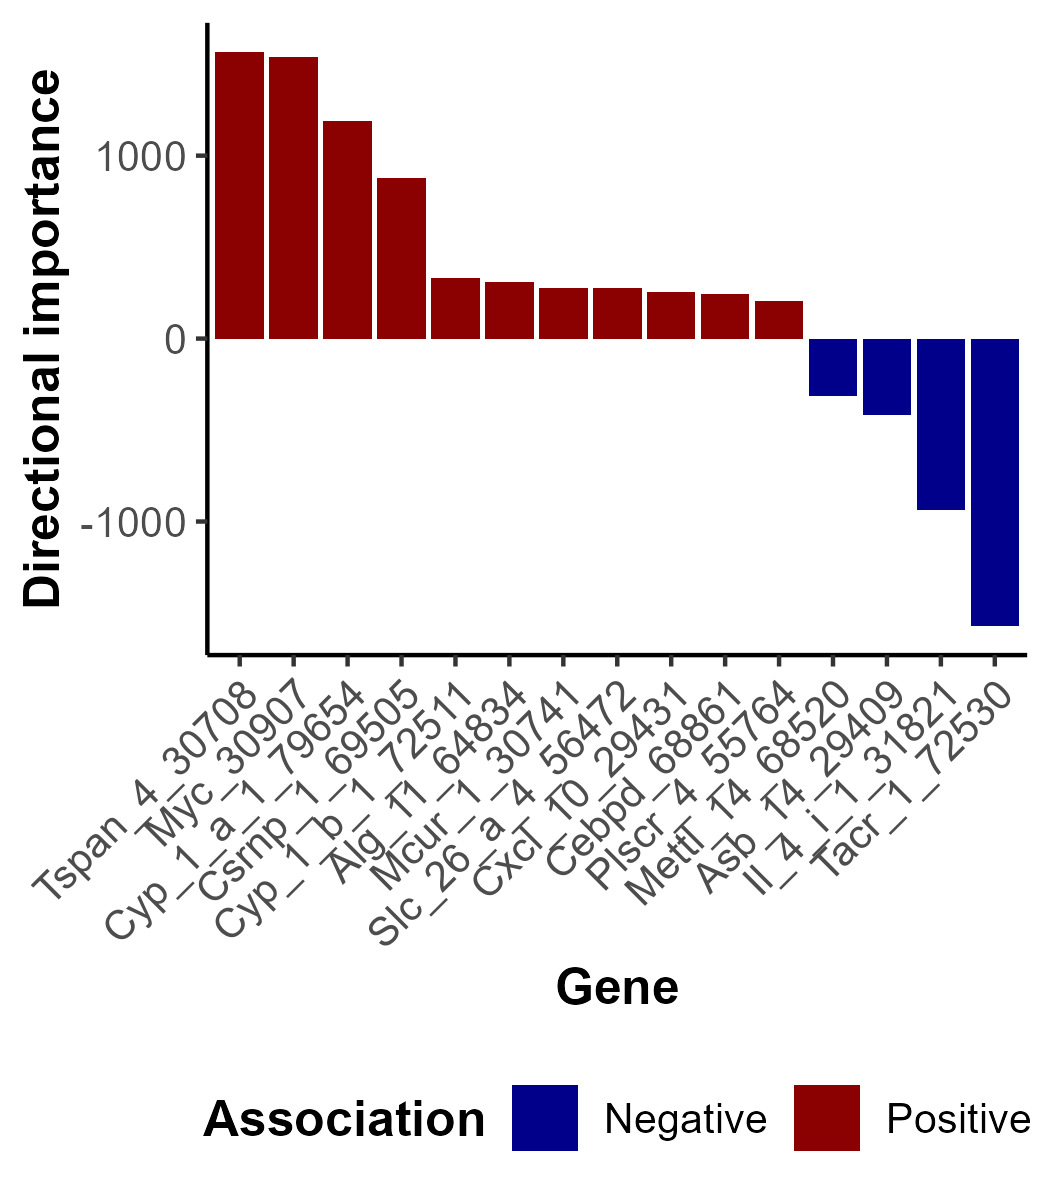 Directional importance
1000
0
-1000
Tspan_4_30708
Myc_30907
Cyp_1_a_1_79654
Csrnp_1_69505
Cyp_1_b_1_72511
Alg_11_64834
Mcur_1_30741
Slc_26_a_4_56472
Cxcl_10_29431
Cebpd_68861
Plscr_4_55764
Mettl_14_68520
Asb_14_29409
Il_4_i_1_31821
Tacr_1_72530
Gene
Association Negative Positive